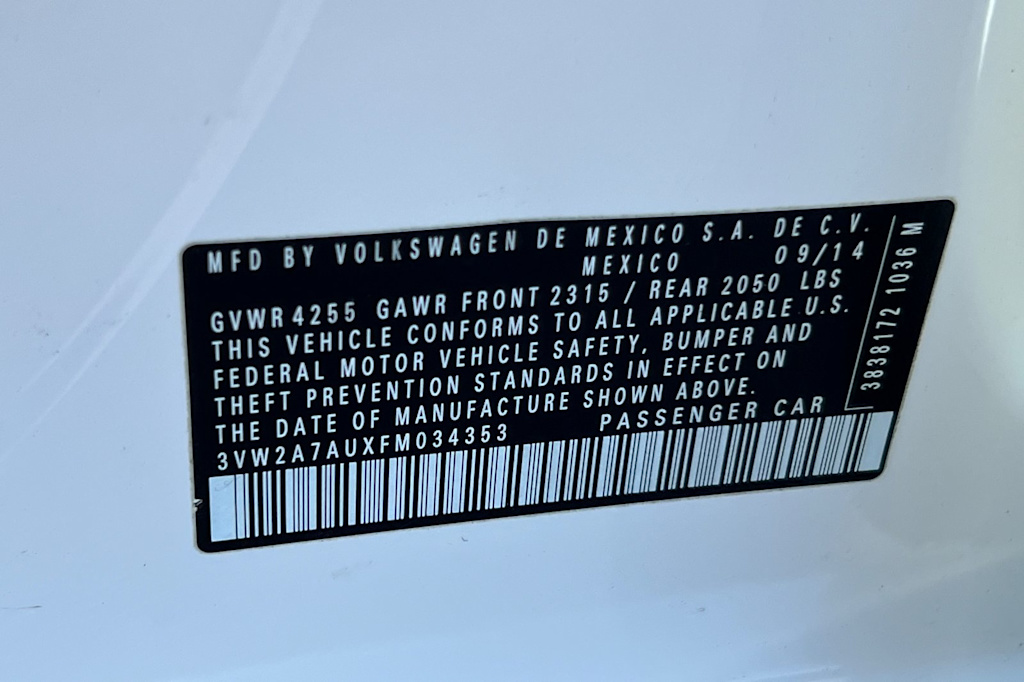 MFD BY VOLKSWAGEN DE MEXICO S.A. DE C.V.
MEXICO 09/14
GVWR 4255 GAWR FRONT 2315 / REAR 2050 LBS
THIS VEHICLE CONFORMS TO ALL APPLICABLE U.S.
FEDERAL MOTOR VEHICLE SAFETY, BUMPER AND
THEFT PREVENTION STANDARDS IN EFFECT ON
THE DATE OF MANUFACTURE SHOWN ABOVE.
3VW2A7AUXFM034353 PASSENGER CAR
3838172 1036 M